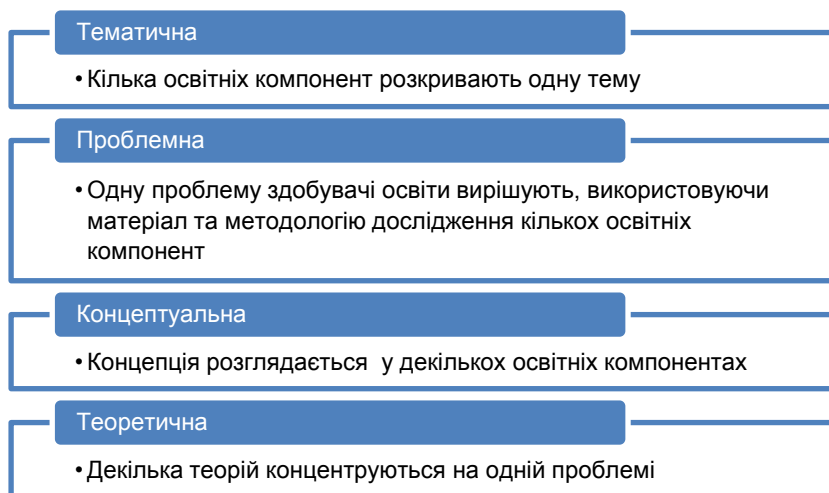 Тематична
• Кілька освітніх компонент розкривають одну тему
Проблемна
• Одну проблему здобувачі освіти вирішують, використовуючи
матеріал та методологію дослідження кількох освітніх
компонент
Концептуальна
• Концепція розглядається у декількох освітніх компонентах
Теоретична
• Декілька теорій концентруються на одній проблемі